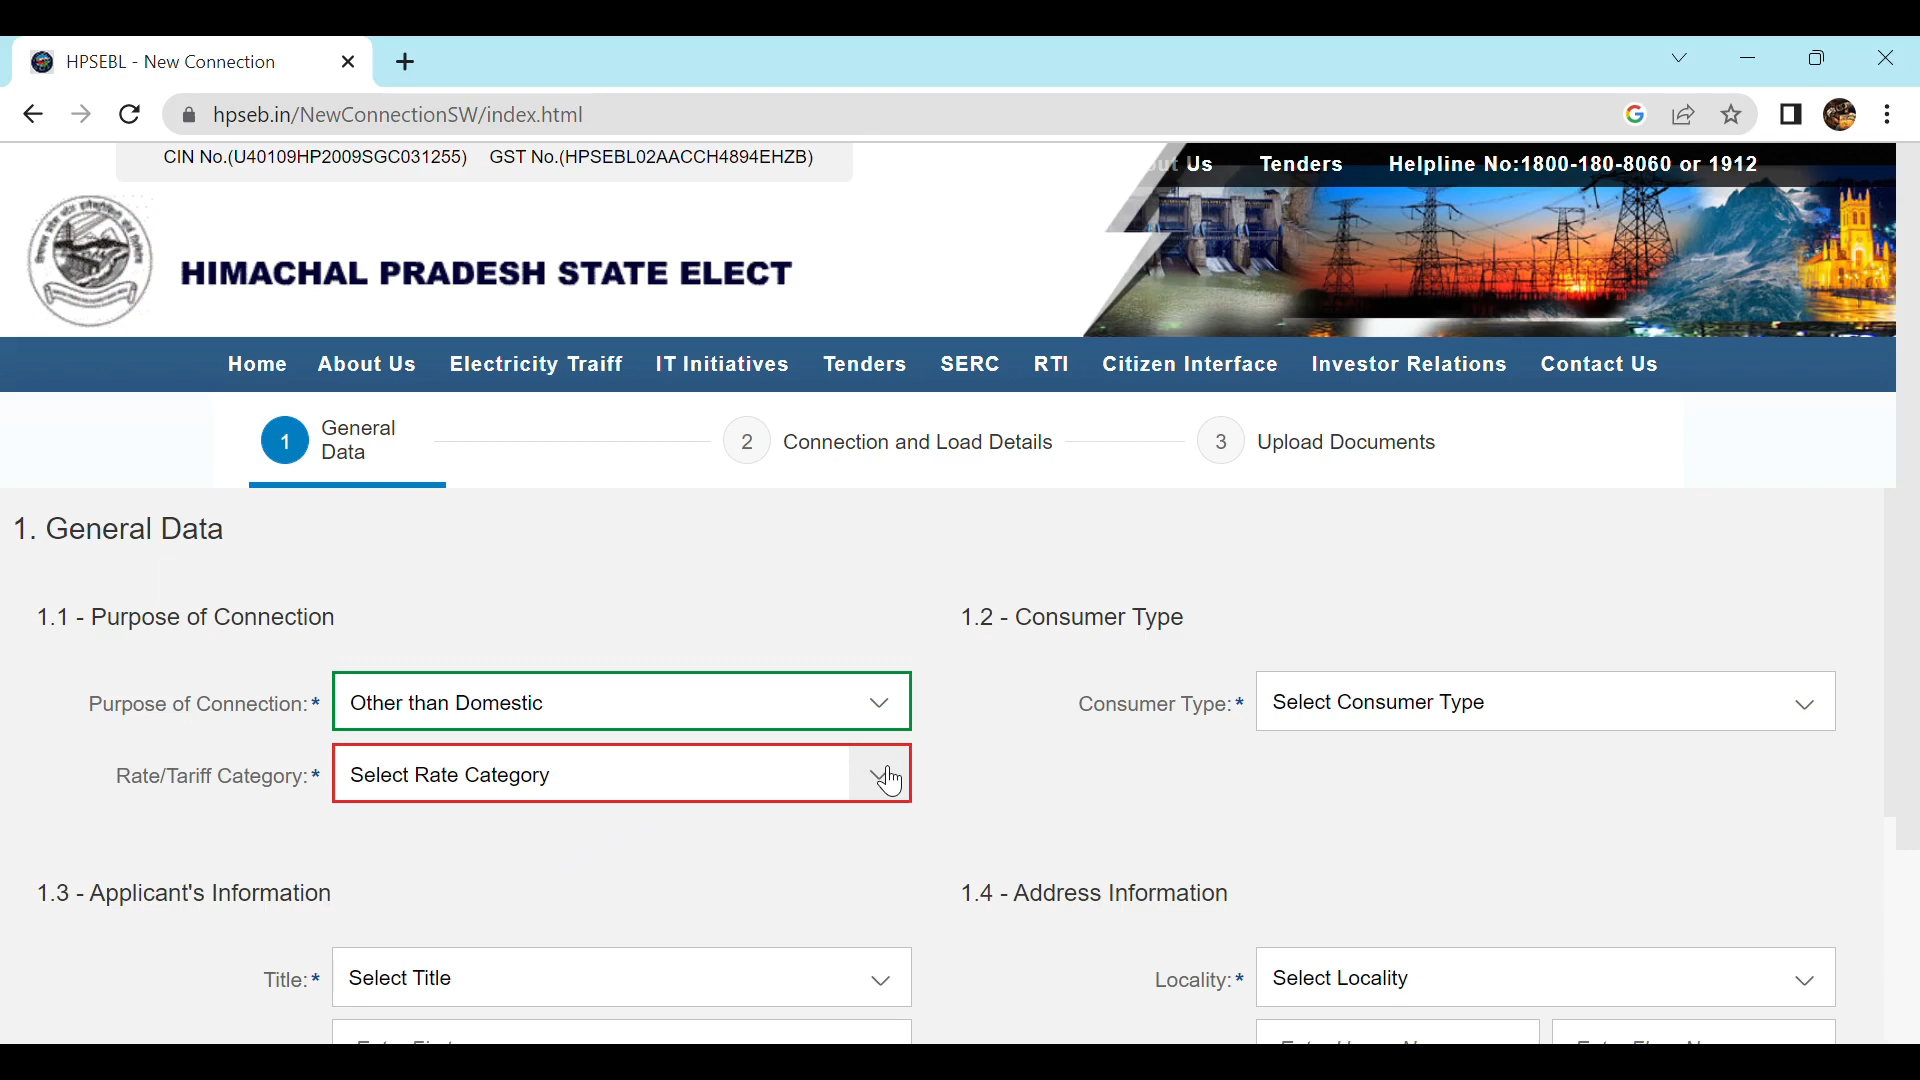 HPSEBL - New Connection
hpseb.in/NewConnectionSW/index.html
CIN No.(U40109HP2009SGC031255) GST No.(HPSEBL02AACCH4894EHZB)
Us Tenders Helpline No:1800-180-8060 or 1912
HIMACHAL PRADESH STATE ELECT
Home About Us Electricity Traiff IT Initiatives Tenders SERC RTI Citizen Interface Investor Relations Contact Us
1 General
Data
2 Connection and Load Details
3 Upload Documents
1. General Data
1.1 - Purpose of Connection
1.2 - Consumer Type
Purpose of Connection:* Other than Domestic
Consumer Type:* Select Consumer Type
Rate/Tariff Category:* Select Rate Category
1.3 - Applicant's Information
1.4 - Address Information
Title:* Select Title
Locality:* Select Locality